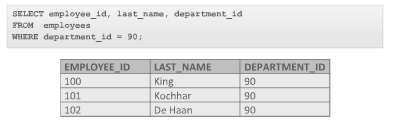 SELECT employee_id, last_name, department_id
FROM employees
WHERE department_id = 90;
EMPLOYEE_ID LAST_NAME DEPARTMENT_ID
100 King 90
101 Kochhar 90
102 De Haan 90